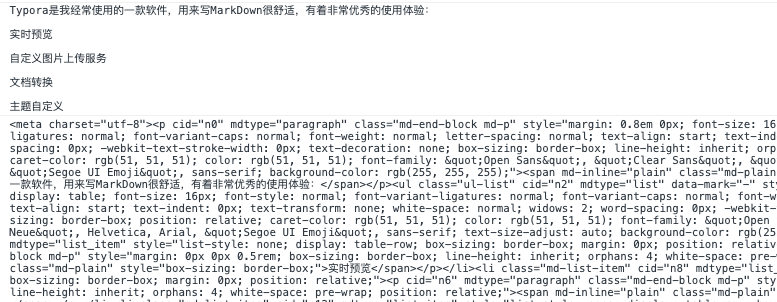 Typora是我经常使用的一款软件，用来写MarkDown很舒适，有着非常优秀的使用体验：
实时预览
自定义图片上传服务
文档转换
主题自定义
<meta charset="utf-8"><p cid="n0" mdtype="paragraph" class="md-end-block md-p" style="margin: 0.8em 0px; font-size: 16
ligatures: normal; font-variant-caps: normal; font-weight: normal; letter-spacing: normal; text-align: start; text-ind
spacing: 0px; -webkit-text-stroke-width: 0px; text-decoration: none; box-sizing: border-box; line-height: inherit; orp
caret-color: rgb(51, 51, 51); color: rgb(51, 51, 51); font-family: &quot;Open Sans&quot;, &quot;Clear Sans&quot;, &quo
&quot;Segoe UI Emoji&quot;, sans-serif; background-color: rgb(255, 255, 255);"><span md-inline="plain" class="md-plain
一款软件，用来写MarkDown很舒适，有着非常优秀的使用体验：</span></p><ul class="ul-list" cid="n2" mdtype="list" data-mark="-" sty
display: table; font-size: 16px; font-style: normal; font-variant-ligatures: normal; font-variant-caps: normal; font-w
text-align: start; text-indent: 0px; text-transform: none; white-space: normal; widows: 2; word-spacing: 0px; -webkit-
sizing: border-box; position: relative; caret-color: rgb(51, 51, 51); color: rgb(51, 51, 51); font-family: &quot;Open 
Neue&quot;, Helvetica, Arial, &quot;Segoe UI Emoji&quot;, sans-serif; text-size-adjust: auto; background-color: rgb(25
mdtype="list_item" style="list-style: none; display: table-row; box-sizing: border-box; margin: 0px; position: relativ
block md-p" style="margin: 0px 0px 0.5rem; box-sizing: border-box; line-height: inherit; orphans: 4; white-space: pre-
class="md-plain" style="box-sizing: border-box;">实时预览</span></p></li><li class="md-list-item" cid="n8" mdtype="list_
box-sizing: border-box; margin: 0px; position: relative;"><p cid="n6" mdtype="paragraph" class="md-end-block md-p" sty
line-height: inherit; orphans: 4; white-space: pre-wrap; position: relative;"><span md-inline="plain" class="md-plain